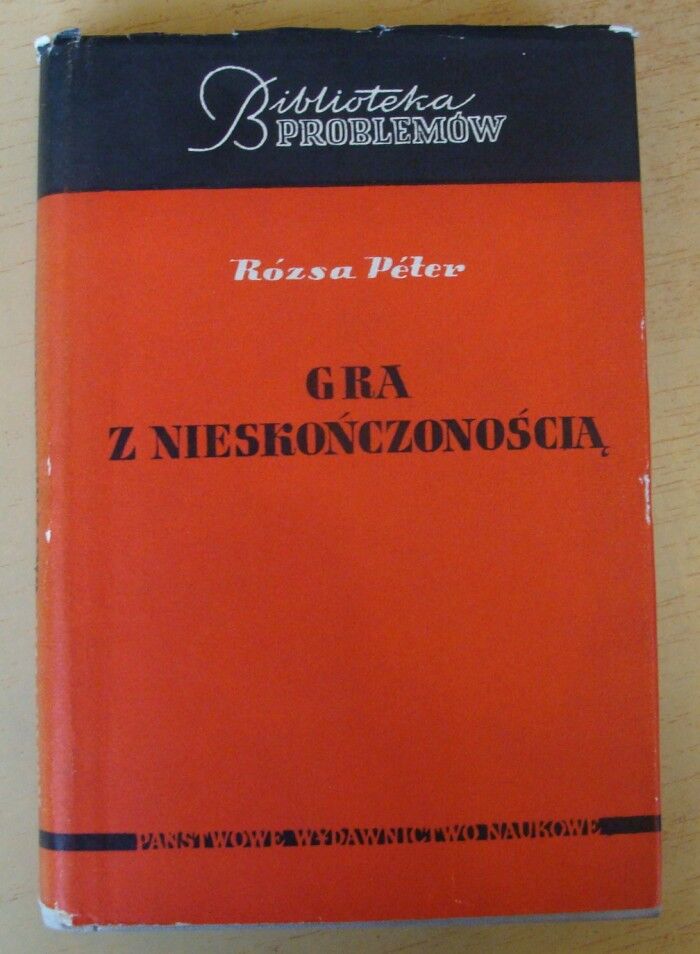 Biblioteka
PROBLEMÓW
Rózsa Péter
GRA
Z NIESKOŃCZONOŚCIĄ
PAŃSTWOWE WYDAWNICTWO NAUKOWE